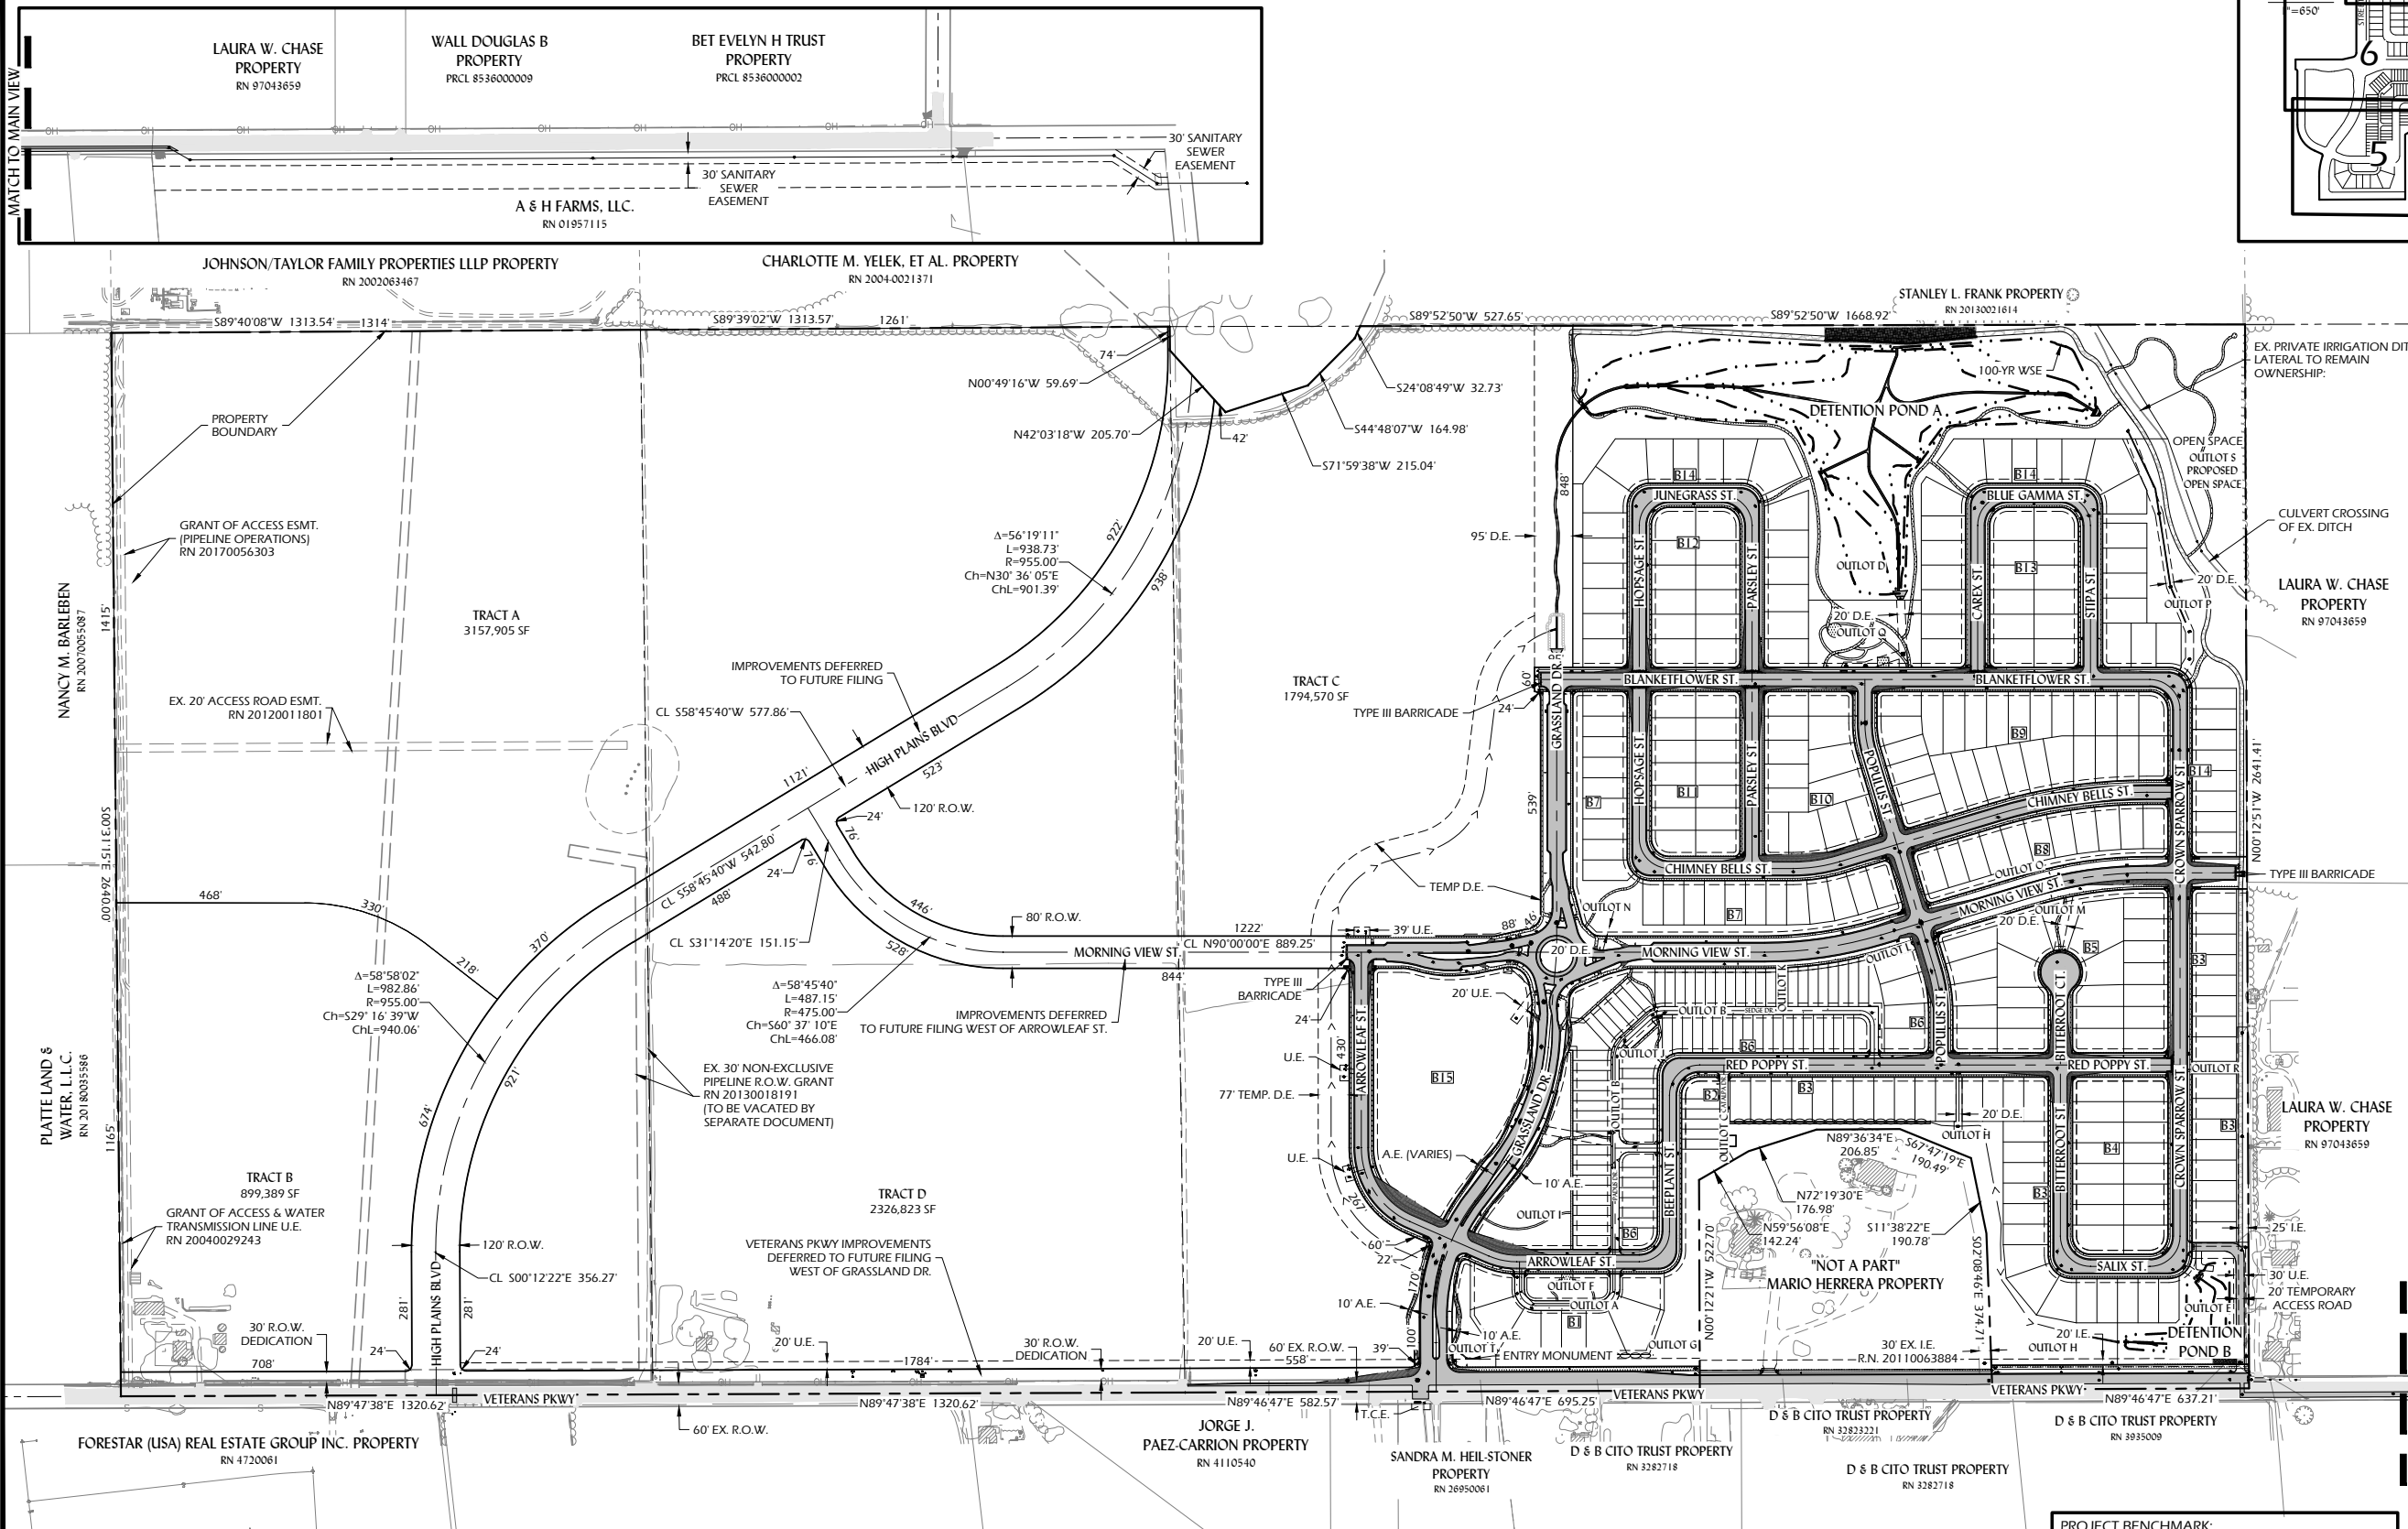 MATCH TO MAIN VIEW
LAURA W. CHASE
PROPERTY
RN 97043659
WALL DOUGLAS B
PROPERTY
PRCL 8536000009
BET EVELYN H TRUST
PROPERTY
PRCL 8536000002
OH OH OH OH OH OH OH OH OH
30' SANITARY
SEWER
EASEMENT
30' SANITARY
SEWER
EASEMENT
A & H FARMS, LLC.
RN 01957115
"=650'
6
5
JOHNSON/TAYLOR FAMILY PROPERTIES LLLP PROPERTY
RN 2002063467
CHARLOTTE M. YELEK, ET AL. PROPERTY
RN 2004-0021371
STANLEY L. FRANK PROPERTY
RN 20130021614
S89°40'08"W 1313.54'
1314'
S89°39'02"W 1313.57'
1261'
S89°52'50"W 527.65'
S89°52'50"W 1668.92'
74'
N00°49'16"W 59.69'
N42°03'18"W 205.70'
42'
S24°08'49"W 32.73'
S44°48'07"W 164.98'
S71°59'38"W 215.04'
EX. PRIVATE IRRIGATION DIT
LATERAL TO REMAIN
OWNERSHIP:
100-YR WSE
DETENTION POND A
PROPERTY
BOUNDARY
GRANT OF ACCESS ESMT.
(PIPELINE OPERATIONS)
RN 20170056303
NANCY M. BARLEBEN
RN 20070055087
1415'
TRACT A
3157,905 SF
EX. 20' ACCESS ROAD ESMT.
RN 20120011801
S00°31'15"E 2640.00'
Δ=56°19'11"
L=938.73'
R=955.00'
Ch=N30° 36' 05"E
ChL=901.39'
922'
938'
IMPROVEMENTS DEFERRED
TO FUTURE FILING
CL S58°45'40"W 577.86'
HIGH PLAINS BLVD
1121'
523'
120' R.O.W.
24'
76'
76'
24'
CL S58°45'40"W 542.80'
488'
446'
528'
CL S31°14'20"E 151.15'
80' R.O.W.
1222'
MORNING VIEW ST.
CL N90°00'00"E 889.25'
844'
468'
330'
218'
370'
Δ=58°58'02"
L=982.86'
R=955.00'
Ch=S29° 16' 39"W
ChL=940.06'
Δ=58°45'40"
L=487.15'
R=475.00'
Ch=S60° 37' 10"E
ChL=466.08'
IMPROVEMENTS DEFERRED
TO FUTURE FILING WEST OF ARROWLEAF ST.
674'
921'
EX. 30' NON-EXCLUSIVE
PIPELINE R.O.W. GRANT
RN 20130018191
(TO BE VACATED BY
SEPARATE DOCUMENT)
PLATTE LAND &
WATER, L.L.C.
RN 20180035586
1165'
TRACT B
899,389 SF
GRANT OF ACCESS & WATER
TRANSMISSION LINE U.E.
RN 20040029243
TRACT D
2326,823 SF
120' R.O.W.
CL S00°12'22"E 356.27'
VETERANS PKWY IMPROVEMENTS
DEFERRED TO FUTURE FILING
WEST OF GRASSLAND DR.
281'
HIGH PLAINS BLVD
281'
24'
24'
30' R.O.W.
DEDICATION
708'
20' U.E.
1784'
30' R.O.W.
DEDICATION
20' U.E.
60' EX. R.O.W.
558'
N89°47'38"E 1320.62'
VETERANS PKWY
60' EX. R.O.W.
N89°47'38"E 1320.62'
N89°46'47"E 582.57'
T.C.E.
N89°46'47"E 695.25'
VETERANS PKWY
VETERANS PKWY
N89°46'47"E 637.21'
FORESTAR (USA) REAL ESTATE GROUP INC. PROPERTY
RN 4720061
JORGE J.
PAEZ-CARRION PROPERTY
RN 4110540
SANDRA M. HEIL-STONER
PROPERTY
RN 26950061
D & B CITO TRUST PROPERTY
RN 3282718
D & B CITO TRUST PROPERTY
RN 32823221
D & B CITO TRUST PROPERTY
RN 3282718
D & B CITO TRUST PROPERTY
RN 3935009
TRACT C
1794,570 SF
95' D.E.
848'
60'
24'
TYPE III BARRICADE
GRASSLAND DR.
539'
TEMP D.E.
39' U.E.
88'
46'
TYPE III
BARRICADE
24'
20' U.E.
U.E.
430'
ARROWLEAF ST.
77' TEMP. D.E.
B15
U.E.
267'
A.E. (VARIES)
GRASSLAND DR.
10' A.E.
60'
22'
170'
10' A.E.
100'
39'
10' A.E.
OUTLOT T
ENTRY MONUMENT
B14
JUNEGRASS ST.
B12
HOPSAGE ST.
PARSLEY ST.
OUTLOT D
20' D.E.
OUTLOT Q
B14
BLUE GAMMA ST.
B13
CAREX ST.
STIPA ST.
OPEN SPACE
OUTLOT S
PROPOSED
OPEN SPACE
CULVERT CROSSING
OF EX. DITCH
20' D.E.
OUTLOT P
LAURA W. CHASE
PROPERTY
RN 97043659
BLANKETFLOWER ST.
BLANKETFLOWER ST.
B7
HOPSAGE ST.
B11
PARSLEY ST.
B10
POPULUS ST.
B9
CHIMNEY BELLS ST.
CHIMNEY BELLS ST.
CROWN SPARROW ST.
B14
N00°12'51"W 2641.41'
B8
OUTLOT O
MORNING VIEW ST.
TYPE III BARRICADE
OUTLOT N
B7
20' D.E.
MORNING VIEW ST.
OUTLOT L
OUTLOT M
20' D.E.
B5
BITTERROOT CT.
B3
OUTLOT K
OUTLOT B
SEDGE DR.
B6
B6
POPULUS ST.
OUTLOT J
RED POPPY ST.
RED POPPY ST.
OUTLOT R
B2
B3
OUTLOT C
OUTLOT B
BEEPLANT ST.
20' D.E.
OUTLOT H
BITTERROOT ST.
B4
B3
CROWN SPARROW ST.
B3
LAURA W. CHASE
PROPERTY
RN 97043659
N89°36'34"E
206.85'
S67°47'19"E
190.49'
N72°19'30"E
176.98'
N59°56'08"E
142.24'
S11°38'22"E
190.78'
N00°12'21"W 522.70'
S02°08'40"E 374.71'
"NOT A PART"
MARIO HERRERA PROPERTY
OUTLOT I
B6
ARROWLEAF ST.
OUTLOT F
OUTLOT A
B1
OUTLOT G
30' EX. I.E.
R.N. 20110063884
SALIX ST.
25' I.E.
30' U.E.
20' TEMPORARY
ACCESS ROAD
OUTLOT E
20' I.E.
OUTLOT H
DETENTION
POND B
PROJECT BENCHMARK: